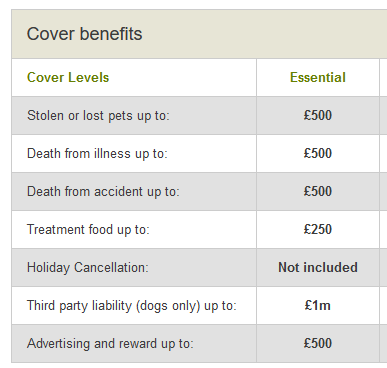 Cover benefits
Cover Levels Essential
Stolen or lost pets up to: £500
Death from illness up to: £500
Death from accident up to: £500
Treatment food up to: £250
Holiday Cancellation: Not included
Third party liability (dogs only) up to: £1m
Advertising and reward up to: £500